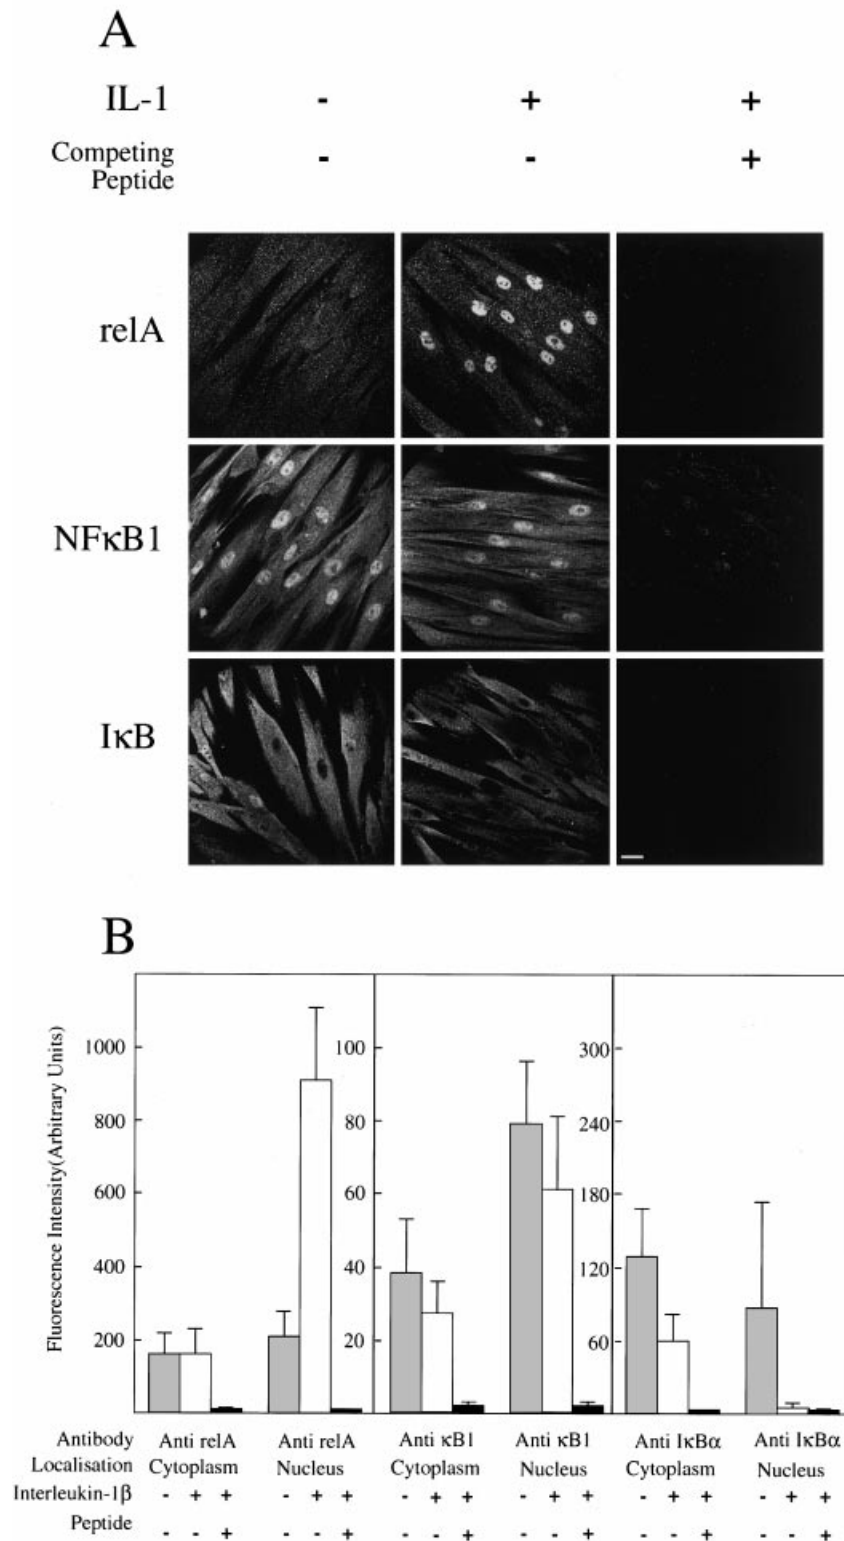 A
IL-1 - + +
Competing
Peptide - - +
relA
NFκB1
IκB
B
Fluorescence Intensity(Arbitrary Units)
1000
800
600
400
200
100
80
60
40
20
300
240
180
120
60
Antibody Anti relA Anti relA Anti κB1 Anti κB1 Anti IκBα Anti IκBα
Localisation Cytoplasm Nucleus Cytoplasm Nucleus Cytoplasm Nucleus
Interleukin-1β - + + - + + - + + - + + - + + - + +
Peptide - - + - - + - - + - - + - - + - - +